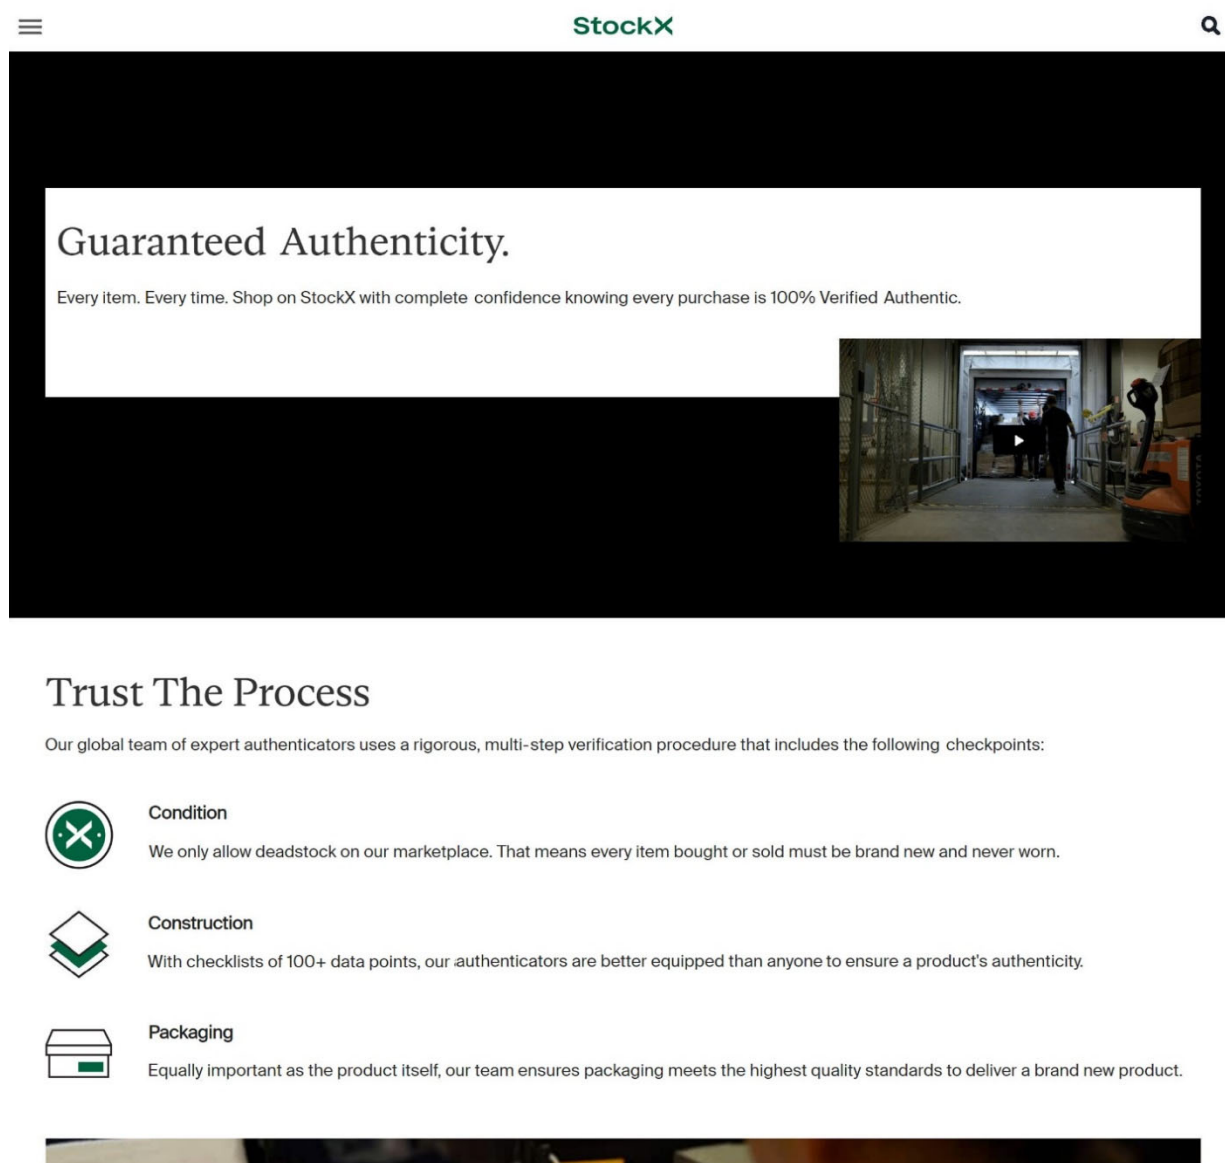 StockX
Guaranteed Authenticity.
Every item. Every time. Shop on StockX with complete confidence knowing every purchase is 100% Verified Authentic.
TOYOTA
Trust The Process
Our global team of expert authenticators uses a rigorous, multi-step verification procedure that includes the following checkpoints:
Condition
We only allow deadstock on our marketplace. That means every item bought or sold must be brand new and never worn.
Construction
With checklists of 100+ data points, our authenticators are better equipped than anyone to ensure a product's authenticity.
Packaging
Equally important as the product itself, our team ensures packaging meets the highest quality standards to deliver a brand new product.